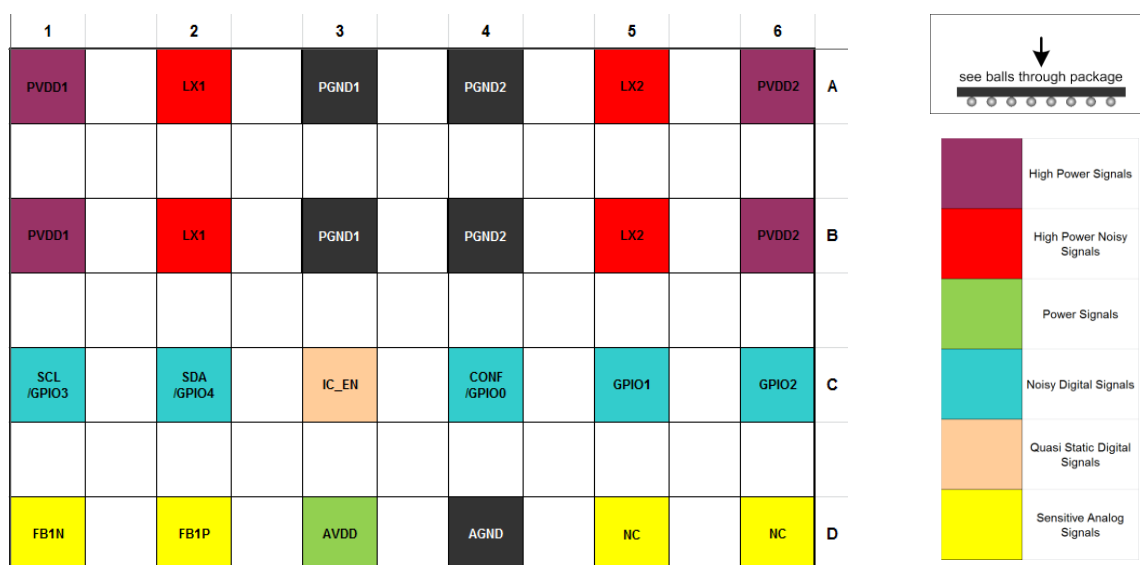 1 2 3 4 5 6
PVDD1 LX1 PGND1 PGND2 LX2 PVDD2 A
PVDD1 LX1 PGND1 PGND2 LX2 PVDD2 B
SCL SDA IC_EN CONF GPIO1 GPIO2 C
/GPIO3 /GPIO4 /GPIO0
FB1N FB1P AVDD AGND NC NC D
see balls through package
High Power Signals
High Power Noisy
Signals
Power Signals
Noisy Digital Signals
Quasi Static Digital
Signals
Sensitive Analog
Signals